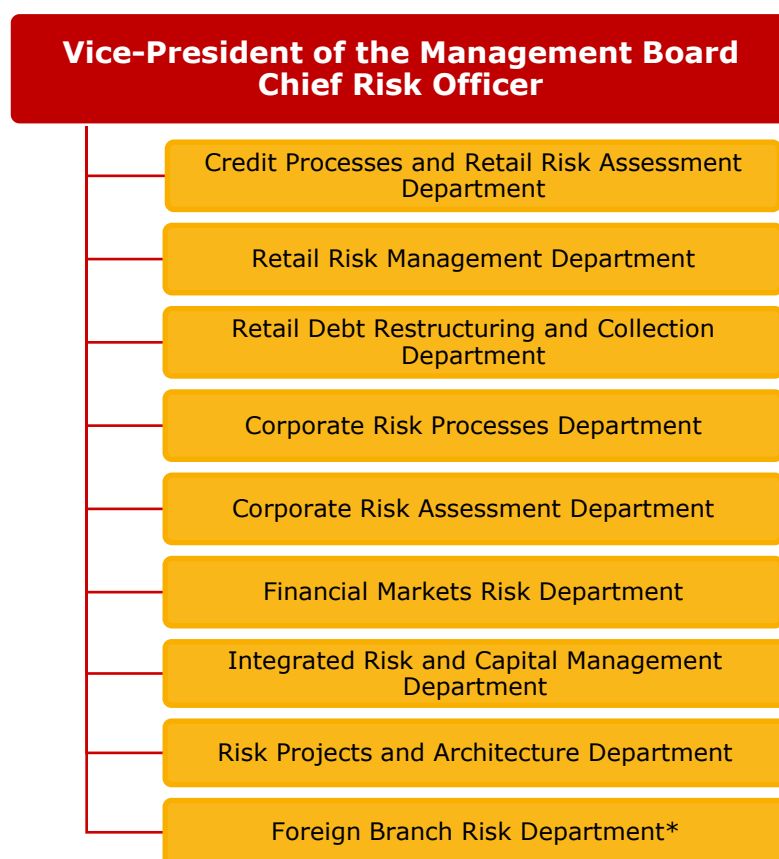 Vice-President of the Management Board
Chief Risk Officer
Credit Processes and Retail Risk Assessment
Department
Retail Risk Management Department
Retail Debt Restructuring and Collection
Department
Corporate Risk Processes Department
Corporate Risk Assessment Department
Financial Markets Risk Department
Integrated Risk and Capital Management
Department
Risk Projects and Architecture Department
Foreign Branch Risk Department*